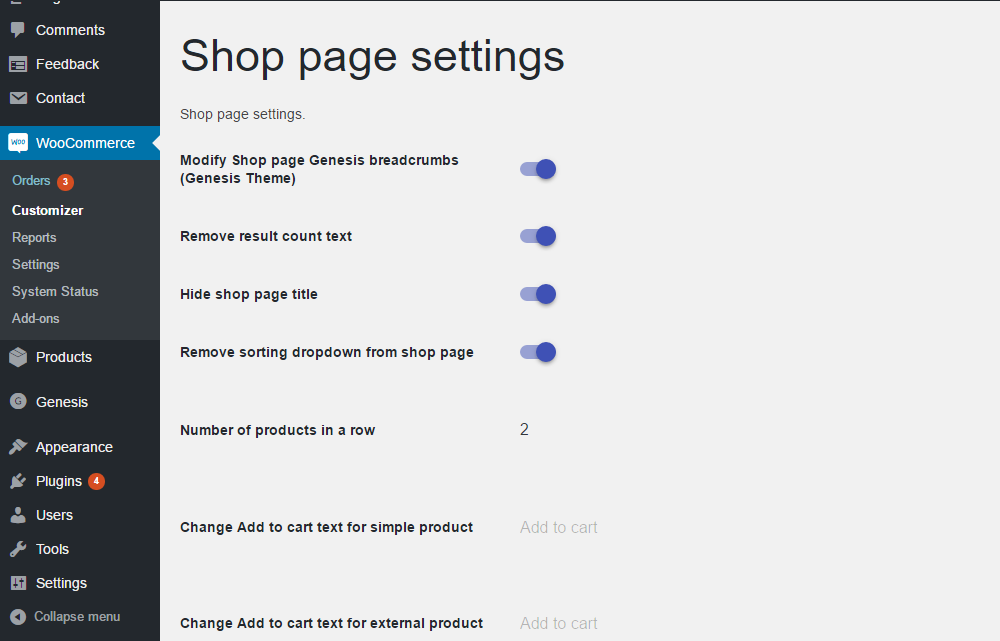 Comments
Feedback
Contact
woo WooCommerce
Orders 3
Customizer
Reports
Settings
System Status
Add-ons
Products
G Genesis
Appearance
Plugins 4
Users
Tools
Settings
Collapse menu
Shop page settings
Shop page settings.
Modify Shop page Genesis breadcrumbs
(Genesis Theme)
Remove result count text
Hide shop page title
Remove sorting dropdown from shop page
Number of products in a row 2
Change Add to cart text for simple product Add to cart
Change Add to cart text for external product Add to cart